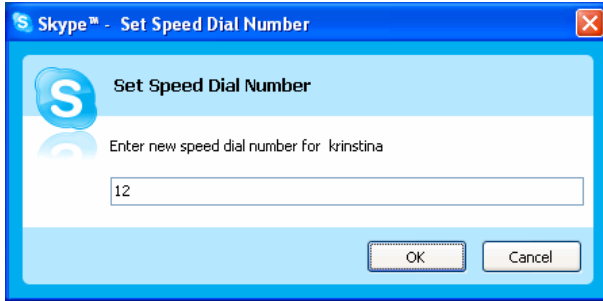 Skype™ - Set Speed Dial Number
Set Speed Dial Number
Enter new speed dial number for krinstina
12
OK Cancel